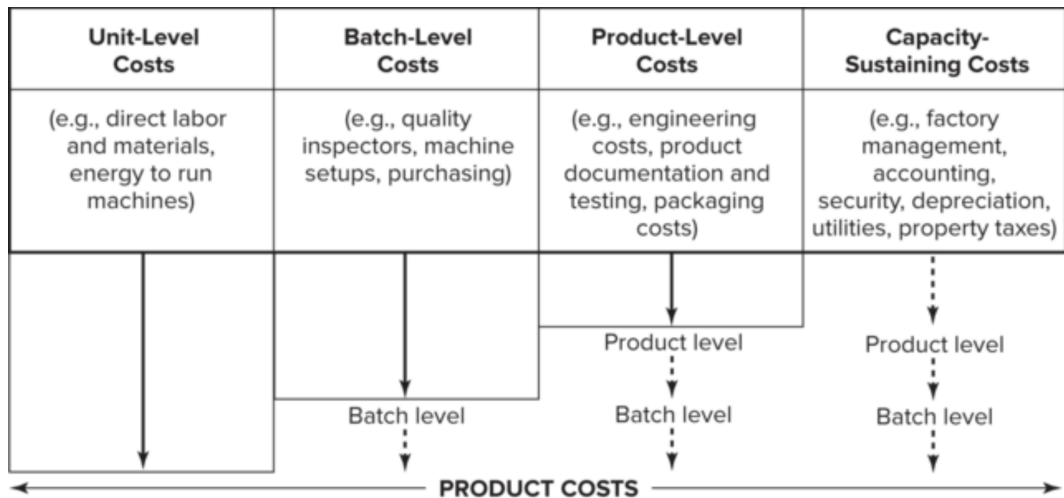 Unit-Level
Costs
Batch-Level
Costs
Product-Level
Costs
Capacity-
Sustaining Costs
(e.g., direct labor
and materials,
energy to run
machines)
(e.g., quality
inspectors, machine
setups, purchasing)
(e.g., engineering
costs, product
documentation and
testing, packaging
costs)
(e.g., factory
management,
accounting,
security, depreciation,
utilities, property taxes)
Product level
Product level
Batch level
Batch level
Batch level
PRODUCT COSTS